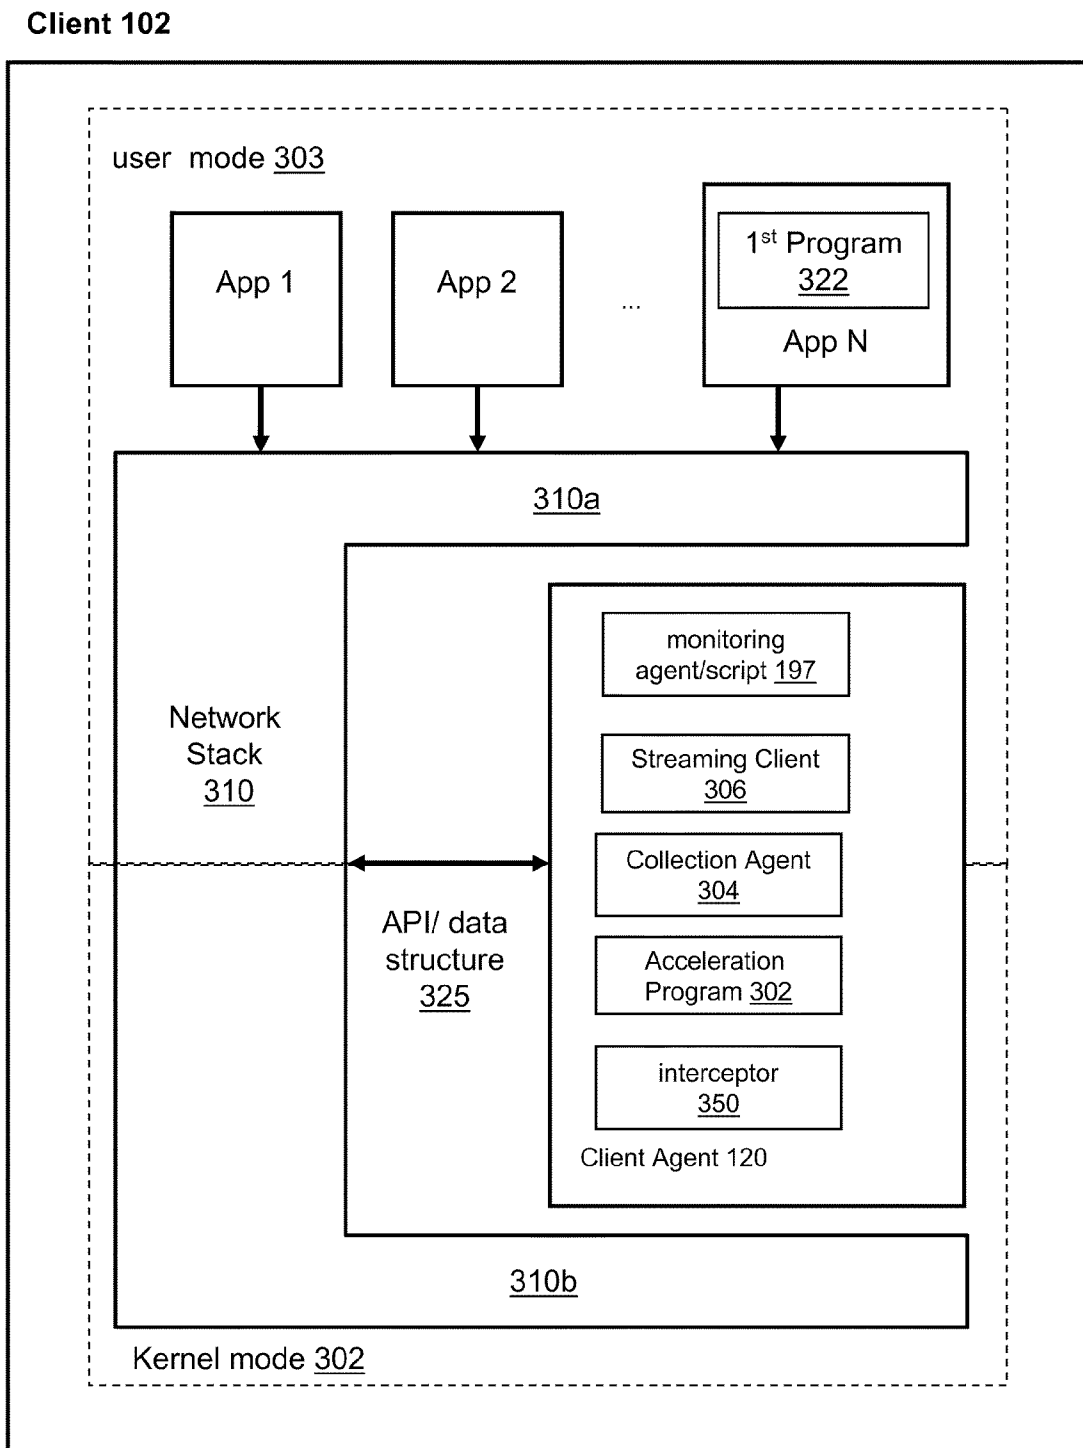 Client 102
user mode 303
App 1
App 2
...
1st Program
322
App N
310a
monitoring
agent/script 197
Network
Stack
310
Streaming Client
306
Collection Agent
304
API/ data
structure
325
Acceleration
Program 302
interceptor
350
Client Agent 120
310b
Kernel mode 302